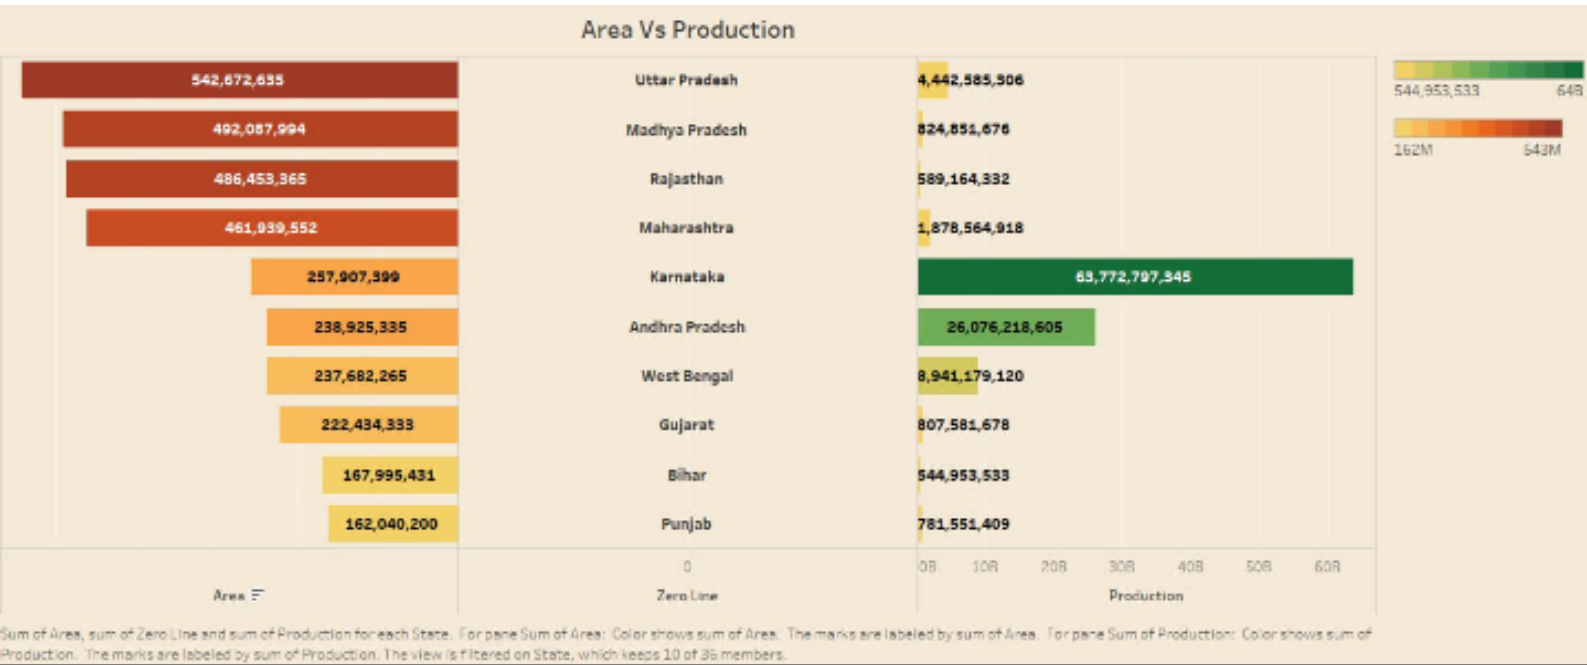 Area Vs Production
542,672,635 Uttar Pradesh 4,442,585,306
492,087,994 Madhya Pradesh 824,851,676
486,453,365 Rajasthan 589,164,332
461,939,552 Maharashtra 1,878,564,918
257,907,399 Karnataka 63,772,797,345
238,925,335 Andhra Pradesh 26,076,218,605
237,682,265 West Bengal 8,941,179,120
222,434,333 Gujarat 807,581,678
167,995,431 Bihar 544,953,533
162,040,200 Punjab 781,551,409
0 0B 10B 20B 30B 40B 50B 60B
Area Zero Line Production
544,953,533 64B
162M 543M
Sum of Area, sum of Zero Line and sum of Production for each State. For pane Sum of Area: Color shows sum of Area. The marks are labeled by sum of Area. For pane Sum of Production: Color shows sum of
Production. The marks are labeled by sum of Production. The view is filtered on State, which keeps 10 of 36 members.